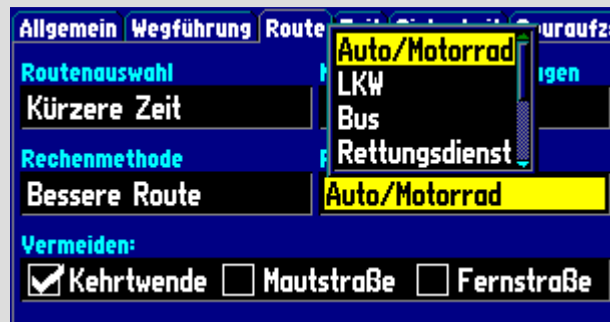 Allgemein Wegführung Route
Auto/Motorrad
LKW
Bus
Rettungsdienst
Routenauswahl
Kürzere Zeit
Rechenmethode
Bessere Route
Auto/Motorrad
Vermeiden:
Kehrtwende Mautstraße Fernstraße